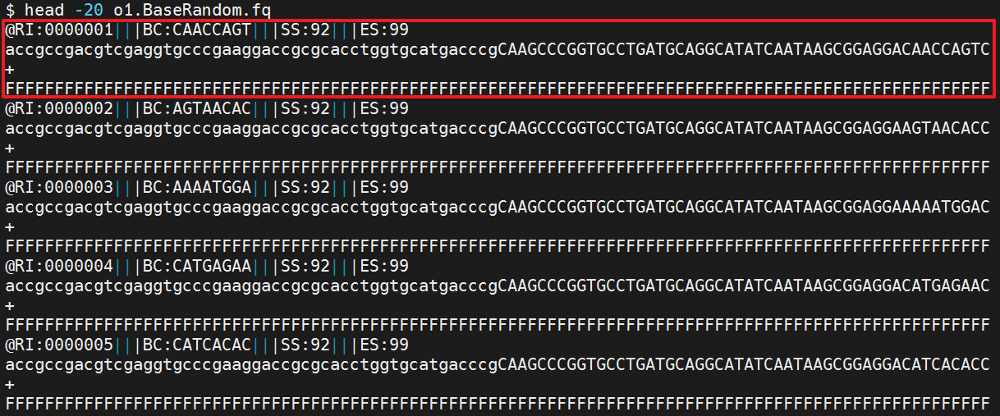 $ head -20 o1.BaseRandom.fq
@RI:0000001|||BC:CAACCAGT|||SS:92|||ES:99
accgccgacgtcgaggtgcccgaaggaccgcgcacctggtgcatgacccgCAAGCCCGGTGCCTGATGCAGGCATATCAATAAGCGGAGGACAACCAGTC
+
FFFFFFFFFFFFFFFFFFFFFFFFFFFFFFFFFFFFFFFFFFFFFFFFFFFFFFFFFFFFFFFFFFFFFFFFFFFFFFFFFFFFFFFFFFFFFFFFFFFF
@RI:0000002|||BC:AGTAACAC|||SS:92|||ES:99
accgccgacgtcgaggtgcccgaaggaccgcgcacctggtgcatgacccgCAAGCCCGGTGCCTGATGCAGGCATATCAATAAGCGGAGGAAGTAACACC
+
FFFFFFFFFFFFFFFFFFFFFFFFFFFFFFFFFFFFFFFFFFFFFFFFFFFFFFFFFFFFFFFFFFFFFFFFFFFFFFFFFFFFFFFFFFFFFFFFFFFF
@RI:0000003|||BC:AAAATGGA|||SS:92|||ES:99
accgccgacgtcgaggtgcccgaaggaccgcgcacctggtgcatgacccgCAAGCCCGGTGCCTGATGCAGGCATATCAATAAGCGGAGGAAAAATGGAC
+
FFFFFFFFFFFFFFFFFFFFFFFFFFFFFFFFFFFFFFFFFFFFFFFFFFFFFFFFFFFFFFFFFFFFFFFFFFFFFFFFFFFFFFFFFFFFFFFFFFFF
@RI:0000004|||BC:CATGAGAA|||SS:92|||ES:99
accgccgacgtcgaggtgcccgaaggaccgcgcacctggtgcatgacccgCAAGCCCGGTGCCTGATGCAGGCATATCAATAAGCGGAGGACATGAGAAC
+
FFFFFFFFFFFFFFFFFFFFFFFFFFFFFFFFFFFFFFFFFFFFFFFFFFFFFFFFFFFFFFFFFFFFFFFFFFFFFFFFFFFFFFFFFFFFFFFFFFFF
@RI:0000005|||BC:CATCACAC|||SS:92|||ES:99
accgccgacgtcgaggtgcccgaaggaccgcgcacctggtgcatgacccgCAAGCCCGGTGCCTGATGCAGGCATATCAATAAGCGGAGGACATCACACC
+
FFFFFFFFFFFFFFFFFFFFFFFFFFFFFFFFFFFFFFFFFFFFFFFFFFFFFFFFFFFFFFFFFFFFFFFFFFFFFFFFFFFFFFFFFFFFFFFFFFFF